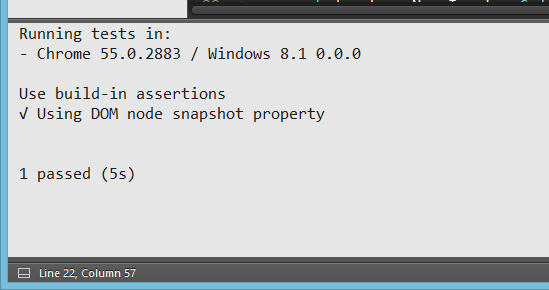 Running tests in:
- Chrome 55.0.2883 / Windows 8.1 0.0.0
Use build-in assertions
√ Using DOM node snapshot property
1 passed (5s)
Line 22, Column 57